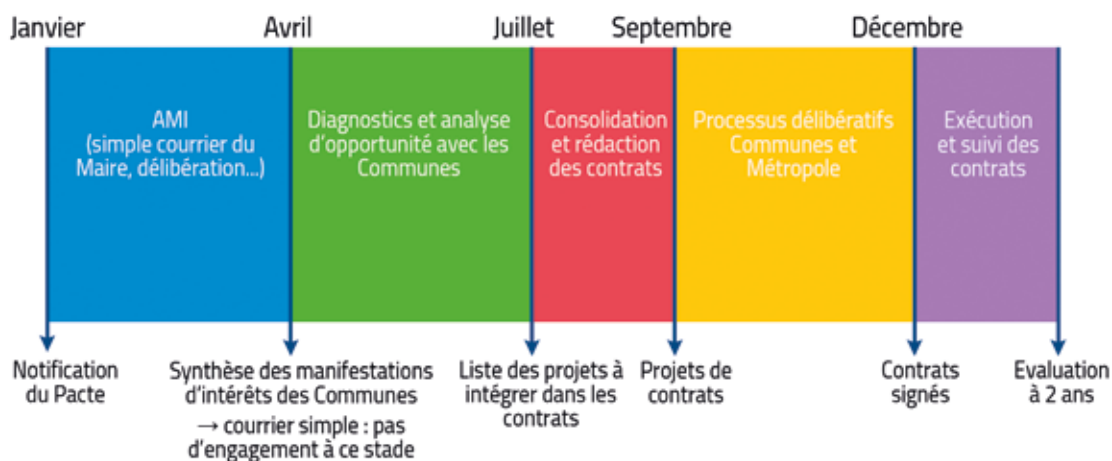 Janvier
Avril
Juillet
Septembre
Décembre
AMI
(simple courrier du
Maire, délibération...)
Diagnostics et analyse
d'opportunité avec les
Communes
Consolidation
et rédaction
des contrats
Processus délibératifs
Communes et
Métropole
Exécution
et suivi des
contrats
Notification
du Pacte
Synthèse des manifestations
d'intérêts des Communes
→ courrier simple : pas
d'engagement à ce stade
Liste des projets à
intégrer dans les
contrats
Projets de
contrats
Contrats
signés
Evaluation
à 2 ans